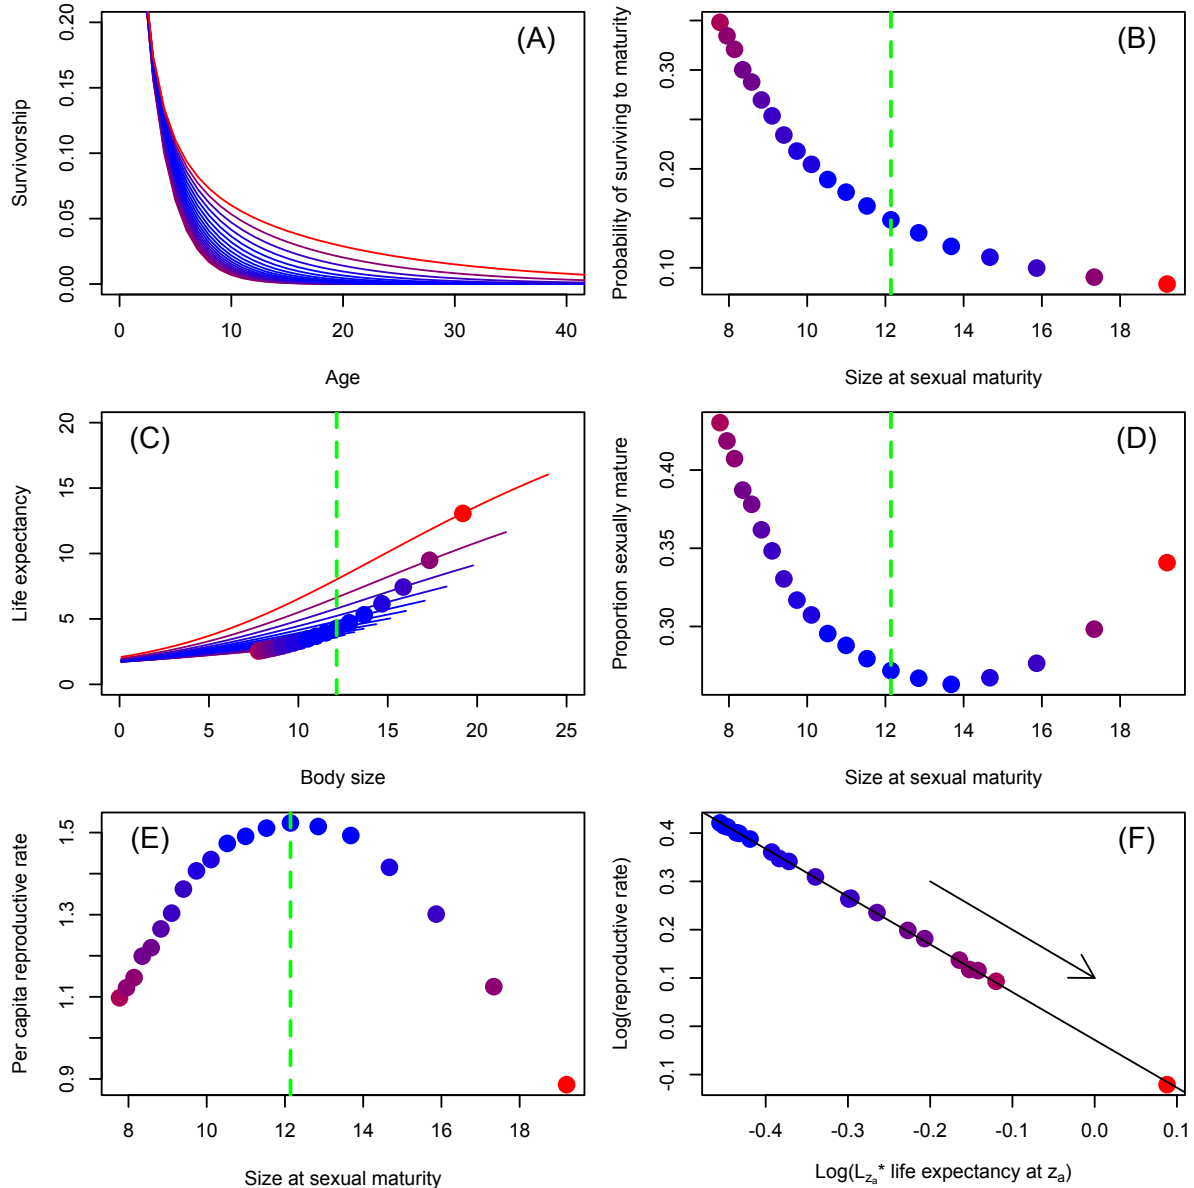 (A)
Survivorship
0.00 0.05 0.10 0.15 0.20
0 10 20 30 40
Age
(B)
Probability of surviving to maturity
0.10 0.20 0.30
8 10 12 14 16 18
Size at sexual maturity
(C)
Life expectancy
0 5 10 15 20
0 5 10 15 20 25
Body size
(D)
Proportion sexually mature
0.30 0.35 0.40
8 10 12 14 16 18
Size at sexual maturity
(E)
Per capita reproductive rate
0.9 1.1 1.3 1.5
8 10 12 14 16 18
Size at sexual maturity
(F)
Log(reproductive rate)
-0.1 0.0 0.1 0.2 0.3 0.4
-0.4 -0.3 -0.2 -0.1 0.0 0.1
Log(L_{z_a}* life expectancy at z_a)